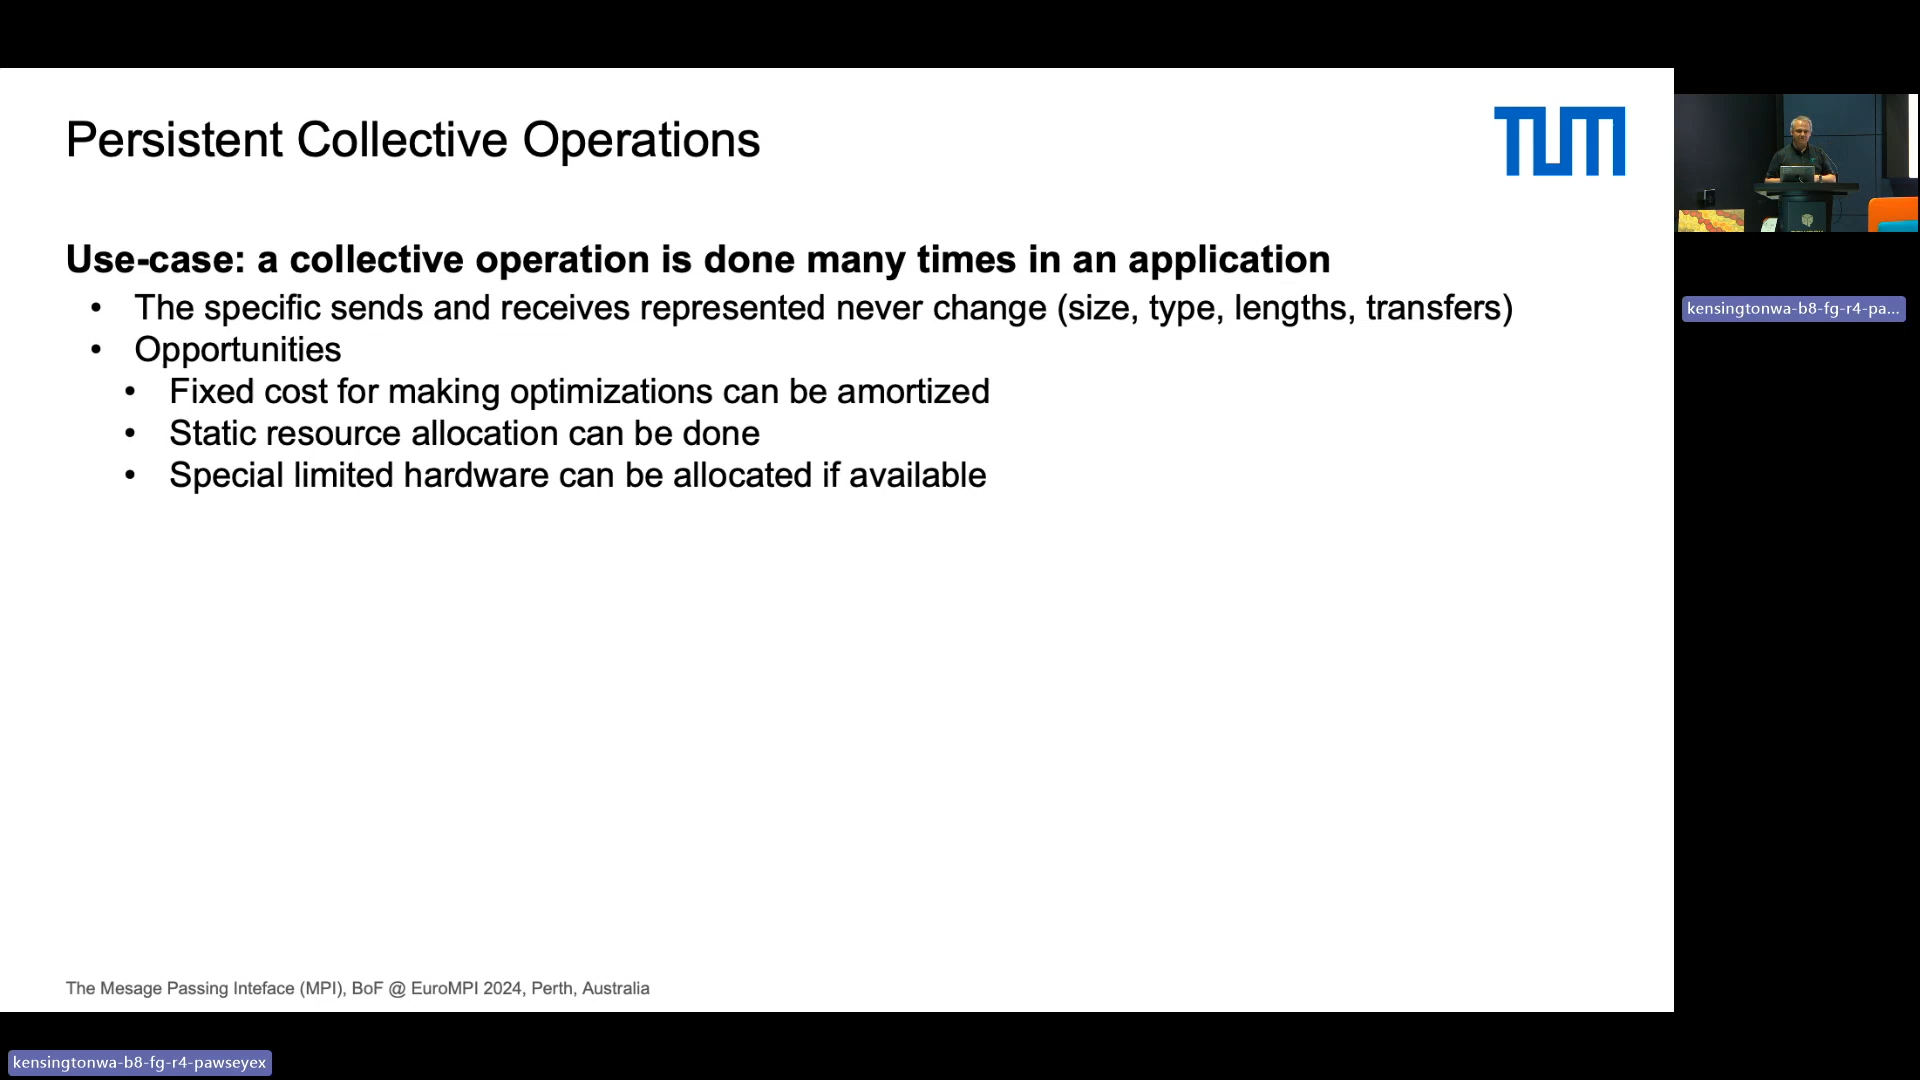 Persistent Collective Operations
TUM
Use-case: a collective operation is done many times in an application
• The specific sends and receives represented never change (size, type, lengths, transfers)
• Opportunities
• Fixed cost for making optimizations can be amortized
• Static resource allocation can be done
• Special limited hardware can be allocated if available
The Mesage Passing Inteface (MPI), BoF @ EuroMPI 2024, Perth, Australia
kensingtonwa-b8-fg-r4-pa...
kensingtonwa-b8-fg-r4-pawseyex